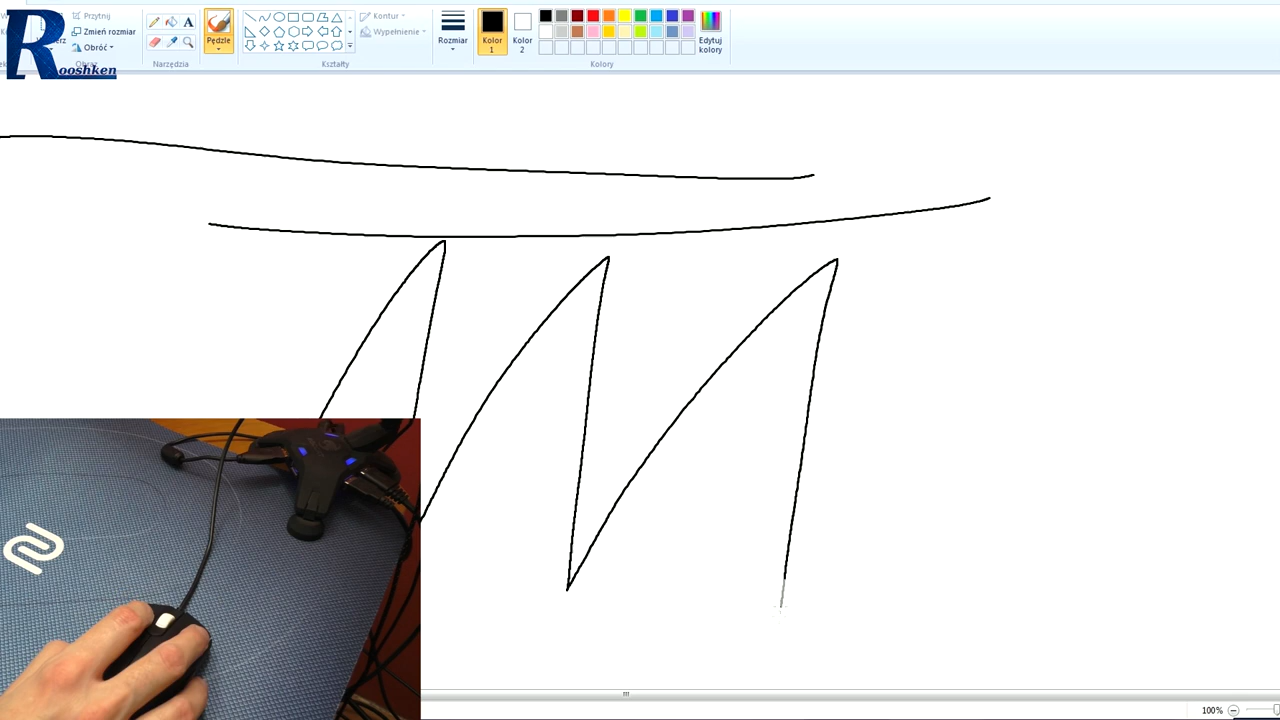 Rooshken
Przytnij
Zmień rozmiar
Obróć
Obraz
Narzędzia
A
Pędzle
Kształty
Kontur
Wypełnienie
Rozmiar
Kolor 1
Kolor 2
Edytuj kolory
Kolory
100%